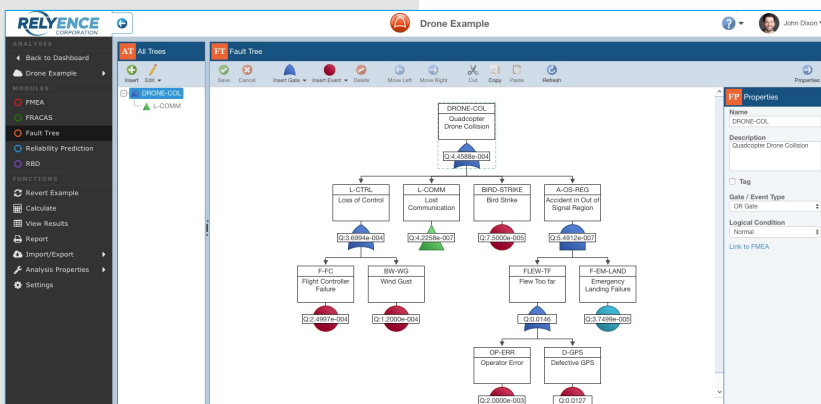 RELYENCE
CORPORATION
Drone Example
John Dixon
ANALYSES
Back to Dashboard
Drone Example
MODULES
FMEA
FRACAS
Fault Tree
Reliability Prediction
RBD
FUNCTIONS
Revert Example
Calculate
View Results
Report
Import/Export
Analysis Properties
Settings
AT All Trees
Insert Edit
DRONE-COL
L-COMM
FT Fault Tree
Save Cancel Insert Gate Insert Event Delete Move Left Move Right Cut Copy Paste Refresh Properties
DRONE-COL
Quadcopter
Drone Collision
Q:4.4588e-004
L-CTRL
Loss of Control
Q:3.6994e-004
L-COMM
Lost
Communication
Q:4.2258e-007
BIRD-STRIKE
Bird Strike
Q:7.5000e-005
A-OS-REG
Accident in Out of
Signal Region
Q:5.4912e-007
F-FC
Flight Controller
Failure
Q:2.4997e-004
BW-WG
Wind Gust
Q:1.2000e-004
FLEW-TF
Flew Too far
Q:0.0146
F-EM-LAND
Emergency
Landing Failure
Q:3.7499e-005
OP-ERR
Operator Error
Q:2.0000e-003
D-GPS
Defective GPS
Q:0.0127
FP Properties
Name
DRONE-COL
Description
Quadcopter Drone Collision
Tag
Gate / Event Type
OR Gate
Logical Condition
Normal
Link to FMEA